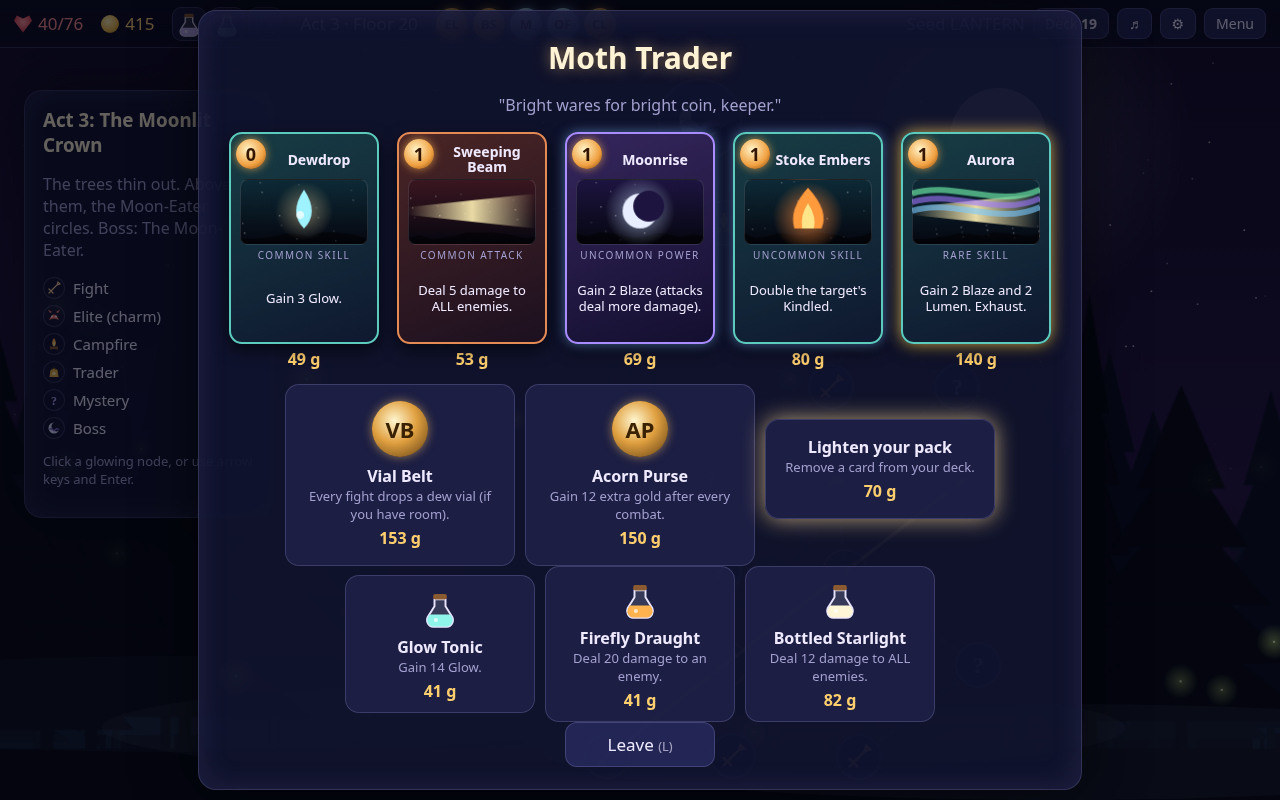 40/76
415
Act 3
Floor 20
Seed LANTERN
Deck 19
♬
⚙
Menu
Moth Trader
"Bright wares for bright coin, keeper."
Act 3: The Moonlit
Crown
The trees thin out. Above
them, the Moon-Eater
circles. Boss: The Moon-
Eater.
Fight
Elite (charm)
Campfire
Trader
? Mystery
Boss
Click a glowing node, or use arrow
keys and Enter.
0 Dewdrop
COMMON SKILL
Gain 3 Glow.
49 g
1 Sweeping
Beam
COMMON ATTACK
Deal 5 damage to
ALL enemies.
53 g
1 Moonrise
UNCOMMON POWER
Gain 2 Blaze (attacks
deal more damage).
69 g
1 Stoke Embers
UNCOMMON SKILL
Double the target's
Kindled.
80 g
1 Aurora
RARE SKILL
Gain 2 Blaze and 2
Lumen. Exhaust.
140 g
VB
Vial Belt
Every fight drops a dew vial (if
you have room).
153 g
AP
Acorn Purse
Gain 12 extra gold after every
combat.
150 g
Lighten your pack
Remove a card from your deck.
70 g
Glow Tonic
Gain 14 Glow.
41 g
Firefly Draught
Deal 20 damage to an
enemy.
41 g
Bottled Starlight
Deal 12 damage to ALL
enemies.
82 g
Leave (L)